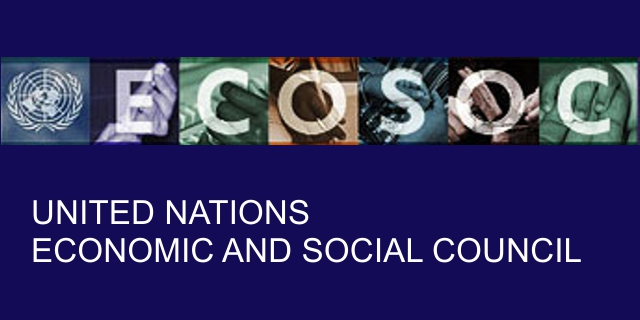 ECOSOC
UNITED NATIONS
ECONOMIC AND SOCIAL COUNCIL